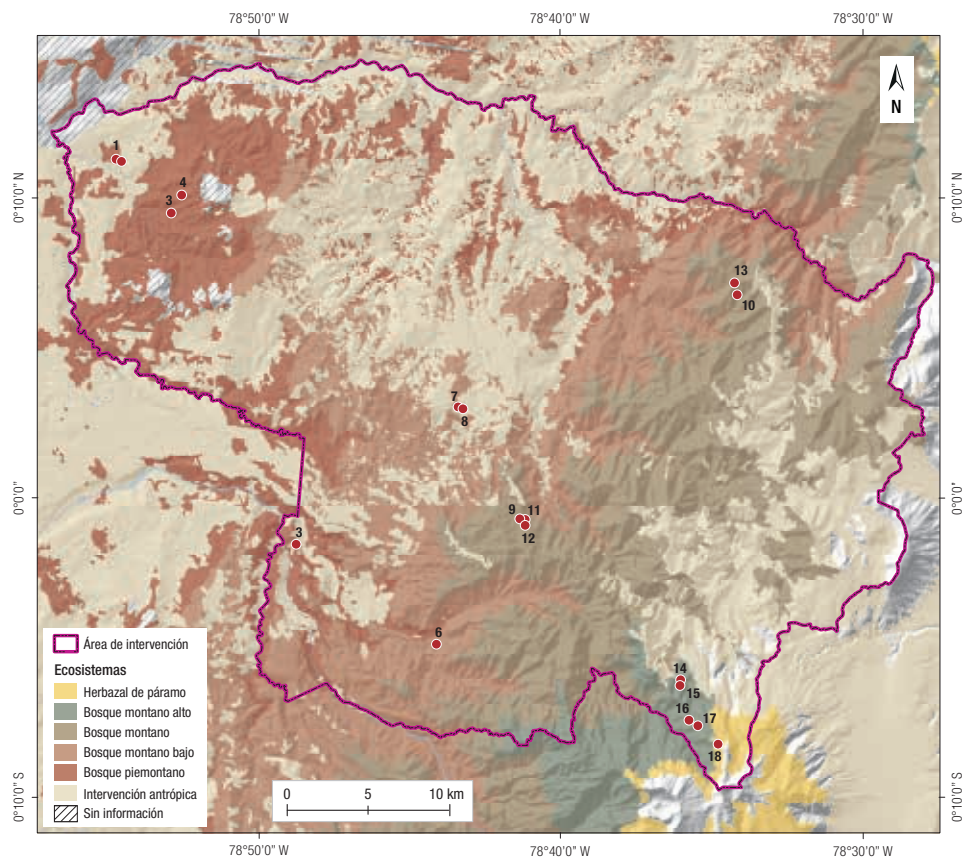 78°50'0" W
78°40'0" W
78°30'0" W
N
1
4
3
0°10'0" N
0°10'0" N
13
10
7
8
0°0'0"
0°0'0"
9
11
12
3
6
14
15
16
17
18
Área de intervención
Ecosistemas
Herbazal de páramo
Bosque montano alto
Bosque montano
Bosque montano bajo
Bosque piemontano
Intervención antrópica
Sin información
0
5
10 km
0°10'0" S
0°10'0" S
78°50'0" W
78°40'0" W
78°30'0" W